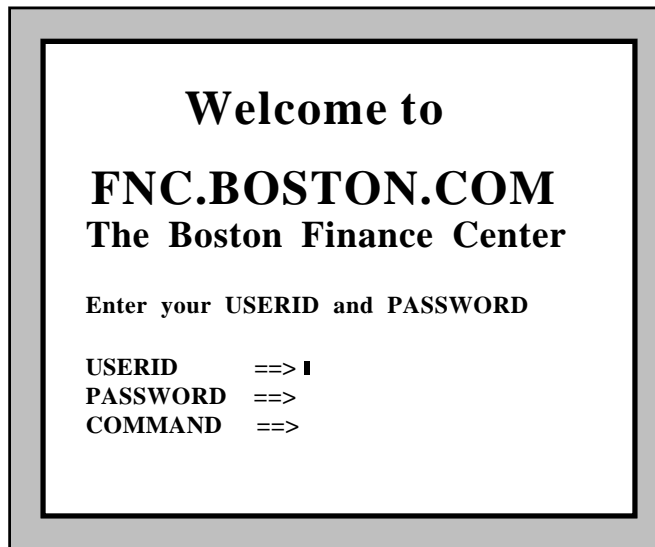 Welcome to
FNC.BOSTON.COM
The Boston Finance Center
Enter your USERID and PASSWORD
USERID ==>
PASSWORD ==>
COMMAND ==>